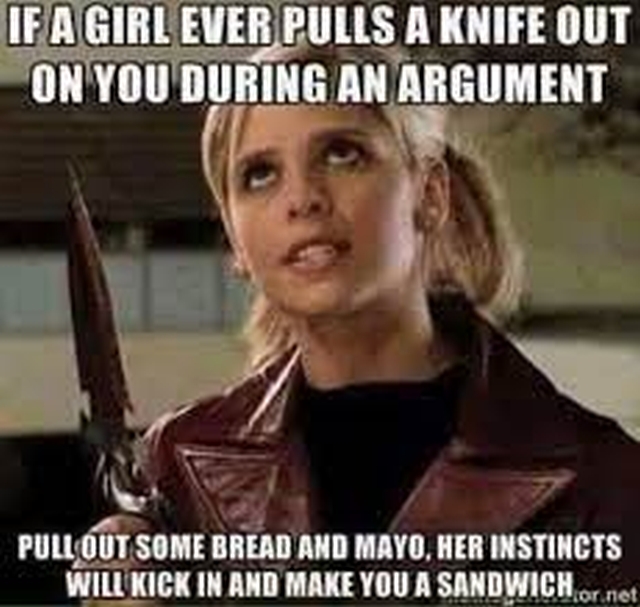 IF A GIRL EVER PULLS A KNIFE OUT
ON YOU DURING AN ARGUMENT
PULL OUT SOME BREAD AND MAYO, HER INSTINCTS
WILL KICK IN AND MAKE YOU A SANDWICH